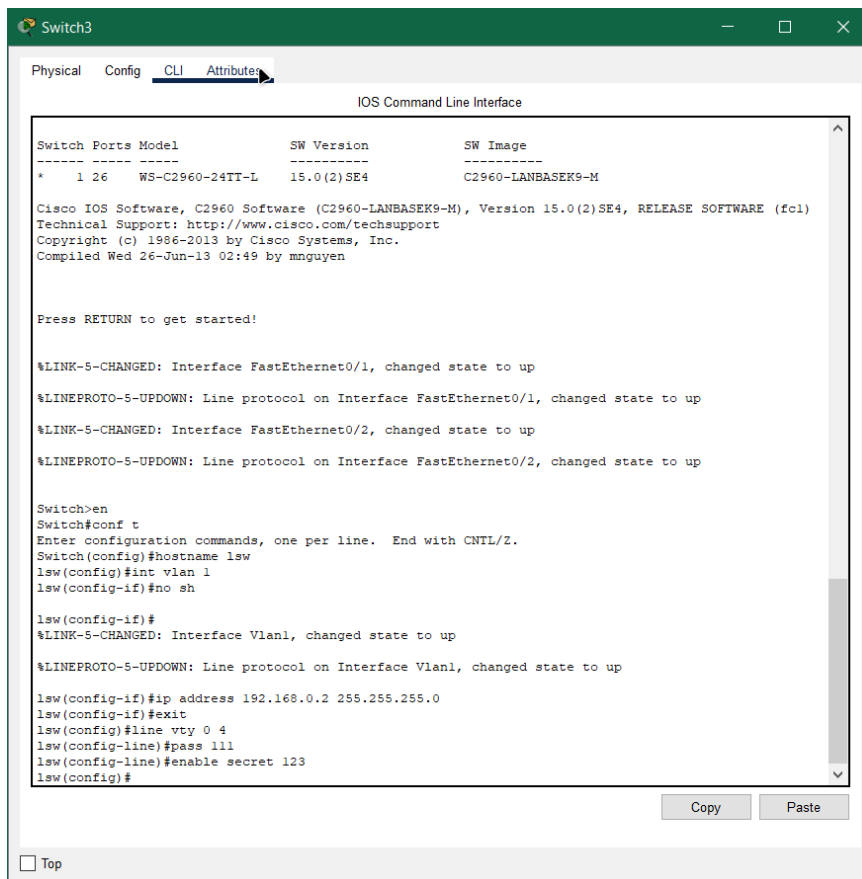 Switch3
Physical Config CLI Attributes
IOS Command Line Interface
Switch Ports Model SW Version SW Image
------ ----- ----- ---------- ----------
* 1 26 WS-C2960-24TT-L 15.0(2)SE4 C2960-LANBASEK9-M
Cisco IOS Software, C2960 Software (C2960-LANBASEK9-M), Version 15.0(2)SE4, RELEASE SOFTWARE (fc1)
Technical Support: http://www.cisco.com/techsupport
Copyright (c) 1986-2013 by Cisco Systems, Inc.
Compiled Wed 26-Jun-13 02:49 by mnguyen
Press RETURN to get started!
%LINK-5-CHANGED: Interface FastEthernet0/1, changed state to up
%LINEPROTO-5-UPDOWN: Line protocol on Interface FastEthernet0/1, changed state to up
%LINK-5-CHANGED: Interface FastEthernet0/2, changed state to up
%LINEPROTO-5-UPDOWN: Line protocol on Interface FastEthernet0/2, changed state to up
Switch>en
Switch#conf t
Enter configuration commands, one per line. End with CNTL/Z.
Switch(config)#hostname lsw
lsw(config)#int vlan 1
lsw(config-if)#no sh
lsw(config-if)#
%LINK-5-CHANGED: Interface Vlan1, changed state to up
%LINEPROTO-5-UPDOWN: Line protocol on Interface Vlan1, changed state to up
lsw(config-if)#ip address 192.168.0.2 255.255.255.0
lsw(config-if)#exit
lsw(config)#line vty 0 4
lsw(config-line)#pass 111
lsw(config-line)#enable secret 123
lsw(config)#
Copy Paste
Top